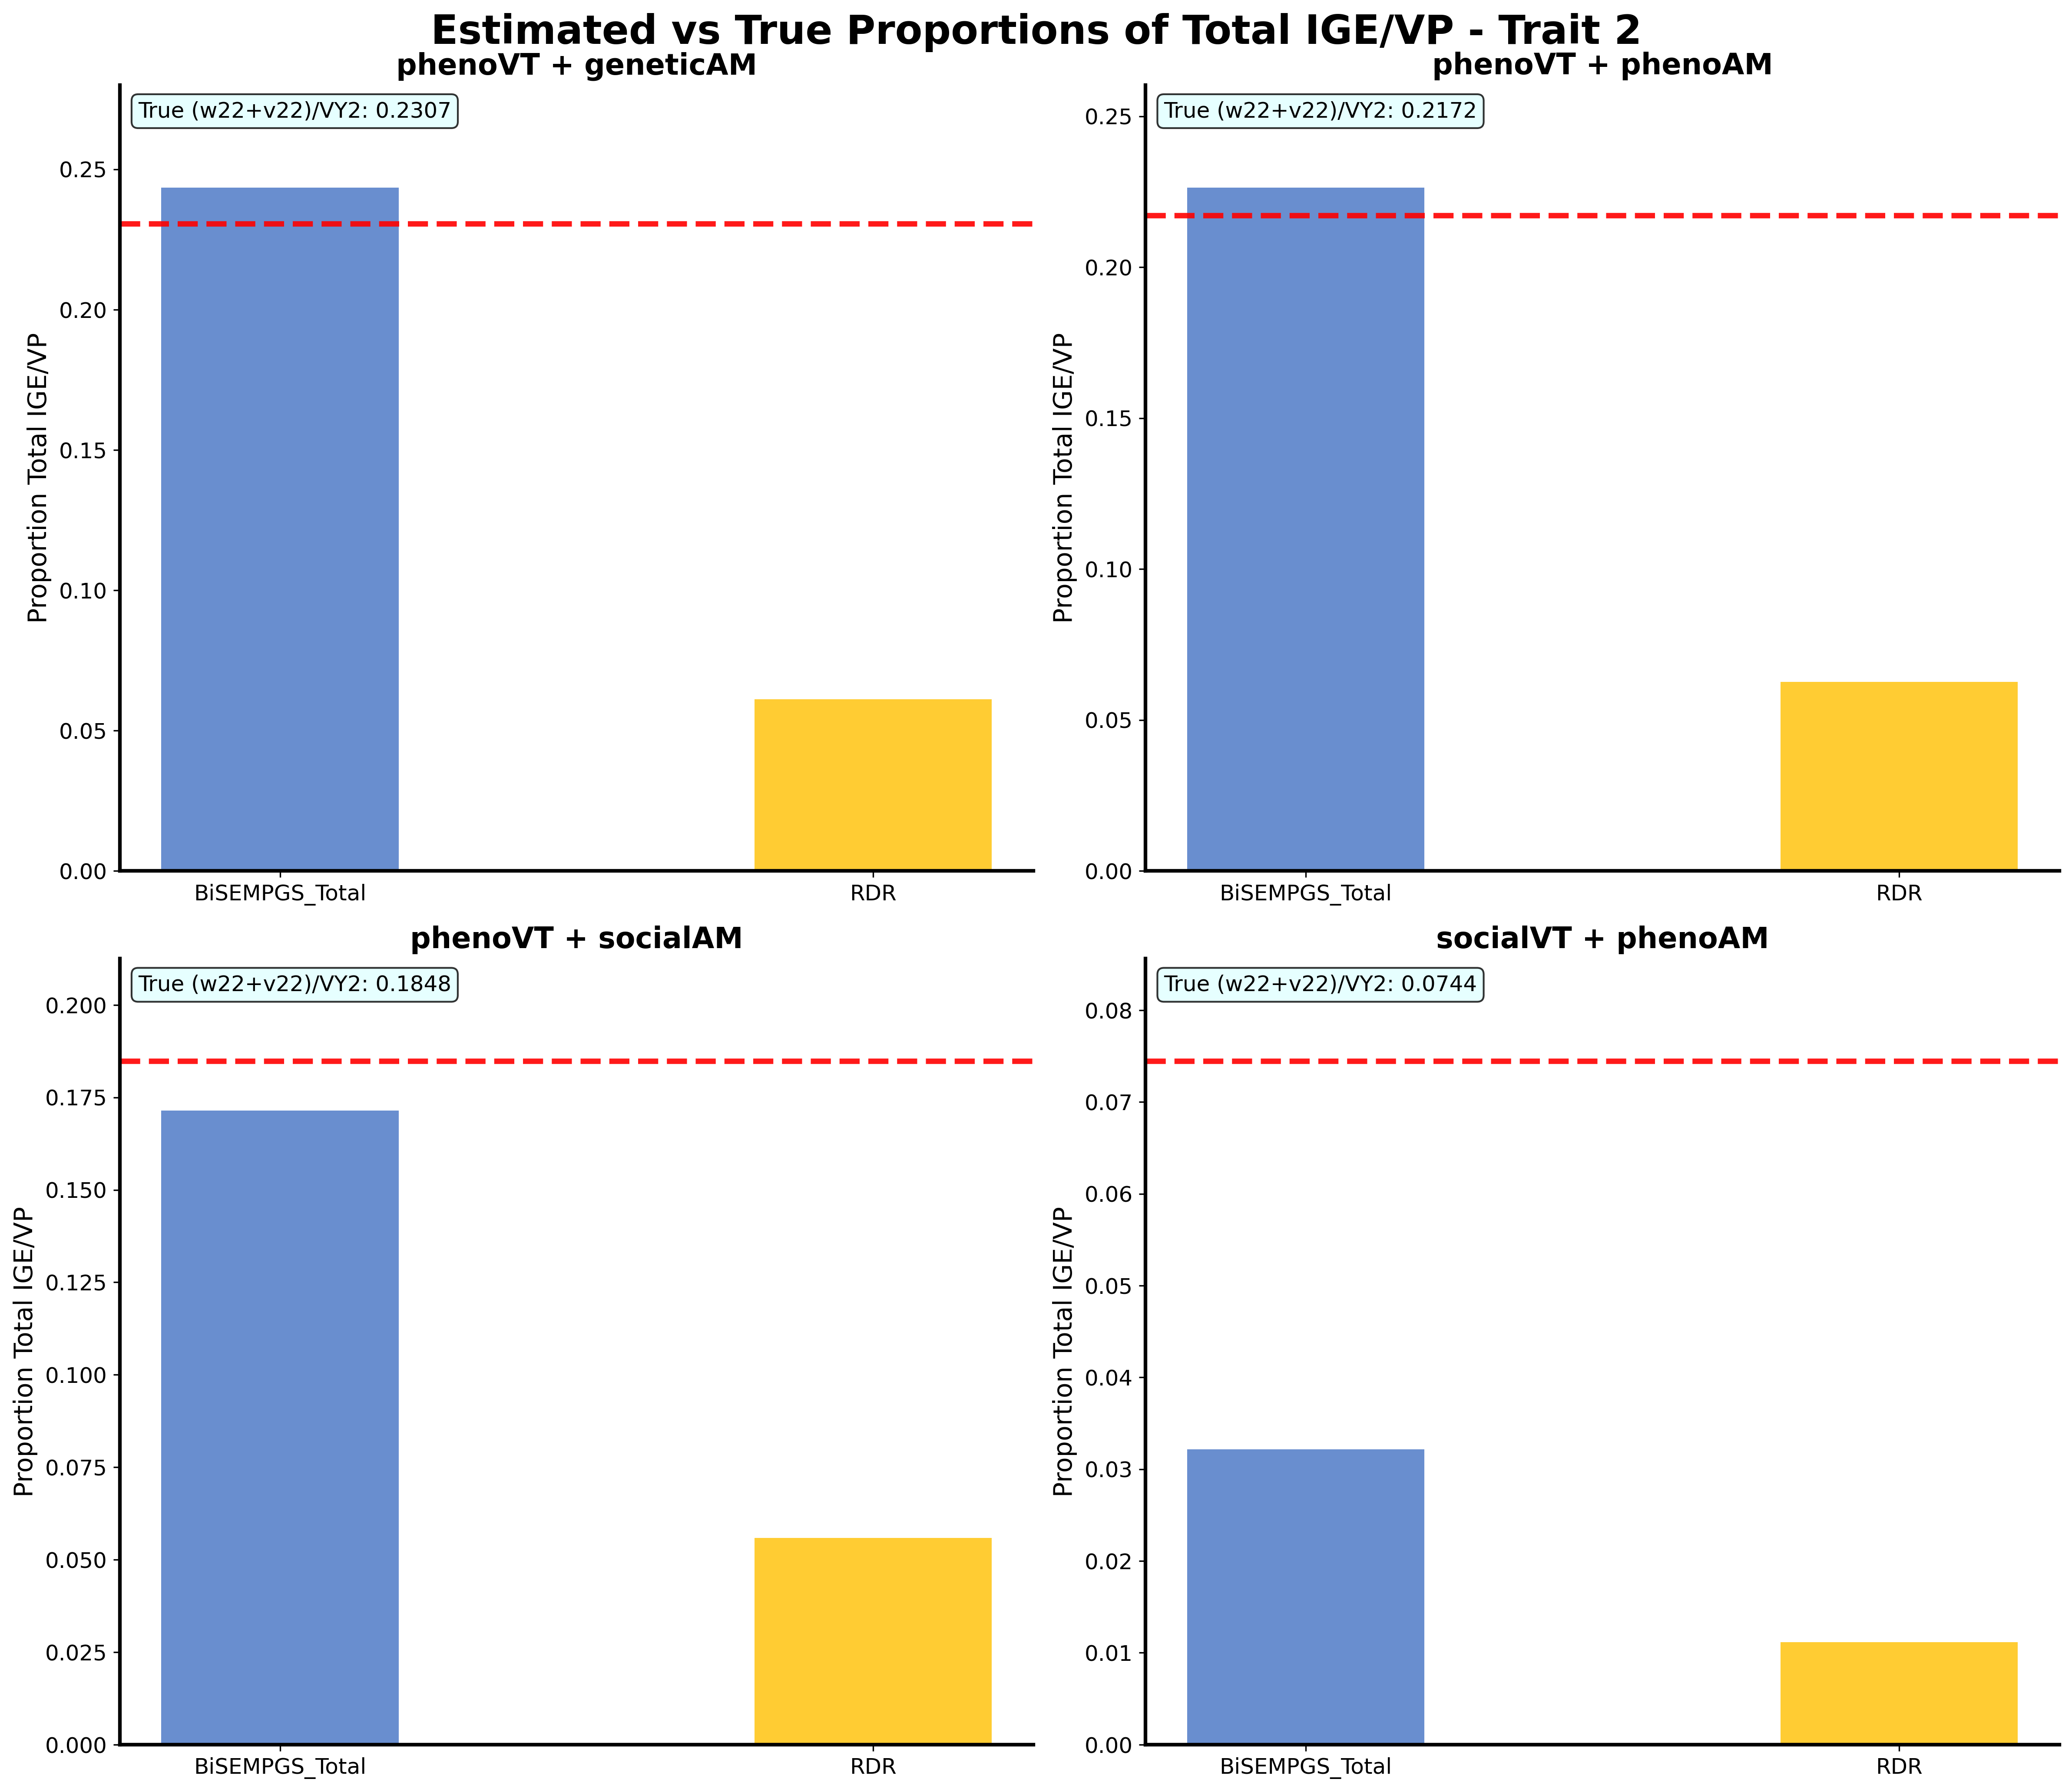 Estimated vs True Proportions of Total IGE/VP - Trait 2
phenoVT + geneticAM
True (w22+v22)/VY2: 0.2307
Proportion Total IGE/VP
0.25
0.20
0.15
0.10
0.05
0.00
BiSEMPGS_Total
RDR
phenoVT + phenoAM
True (w22+v22)/VY2: 0.2172
Proportion Total IGE/VP
0.25
0.20
0.15
0.10
0.05
0.00
BiSEMPGS_Total
RDR
phenoVT + socialAM
True (w22+v22)/VY2: 0.1848
Proportion Total IGE/VP
0.200
0.175
0.150
0.125
0.100
0.075
0.050
0.025
0.000
BiSEMPGS_Total
RDR
socialVT + phenoAM
True (w22+v22)/VY2: 0.0744
Proportion Total IGE/VP
0.08
0.07
0.06
0.05
0.04
0.03
0.02
0.01
0.00
BiSEMPGS_Total
RDR